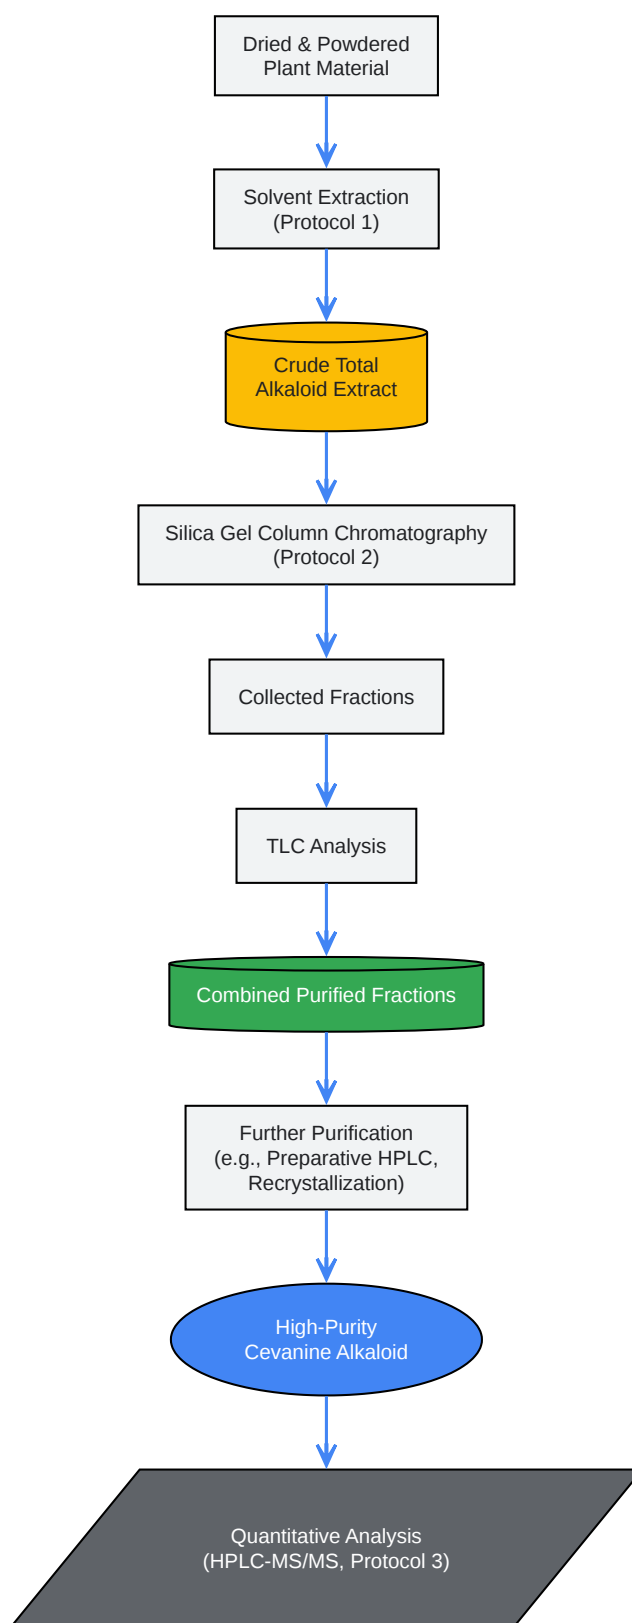 Dried & Powdered
Plant Material
Solvent Extraction
(Protocol 1)
Crude Total
Alkaloid Extract
Silica Gel Column Chromatography
(Protocol 2)
Collected Fractions
TLC Analysis
Combined Purified Fractions
Further Purification
(e.g., Preparative HPLC,
Recrystallization)
High-Purity
Cevanine Alkaloid
Quantitative Analysis
(HPLC-MS/MS, Protocol 3)